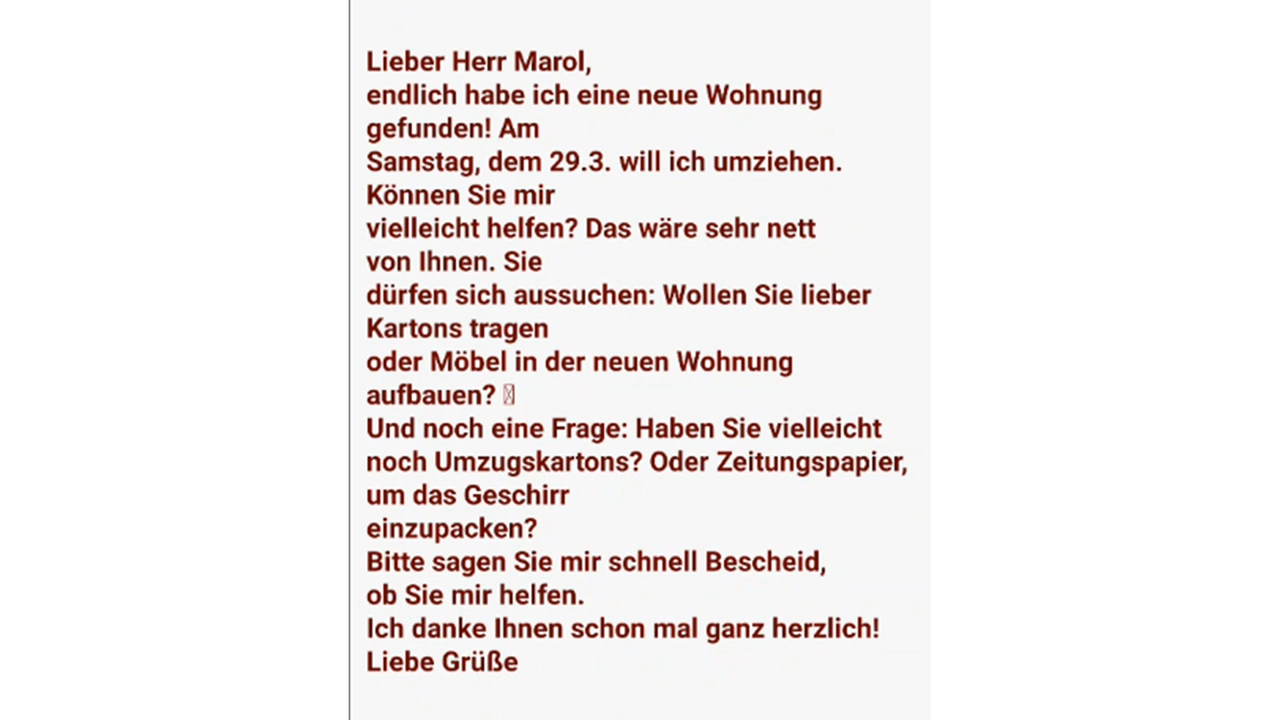 Lieber Herr Marol,
endlich habe ich eine neue Wohnung
gefunden! Am
Samstag, dem 29.3. will ich umziehen.
Können Sie mir
vielleicht helfen? Das wäre sehr nett
von Ihnen. Sie
dürfen sich aussuchen: Wollen Sie lieber
Kartons tragen
oder Möbel in der neuen Wohnung
aufbauen?
Und noch eine Frage: Haben Sie vielleicht
noch Umzugskartons? Oder Zeitungspapier,
um das Geschirr
einzupacken?
Bitte sagen Sie mir schnell Bescheid,
ob Sie mir helfen.
Ich danke Ihnen schon mal ganz herzlich!
Liebe Grüße